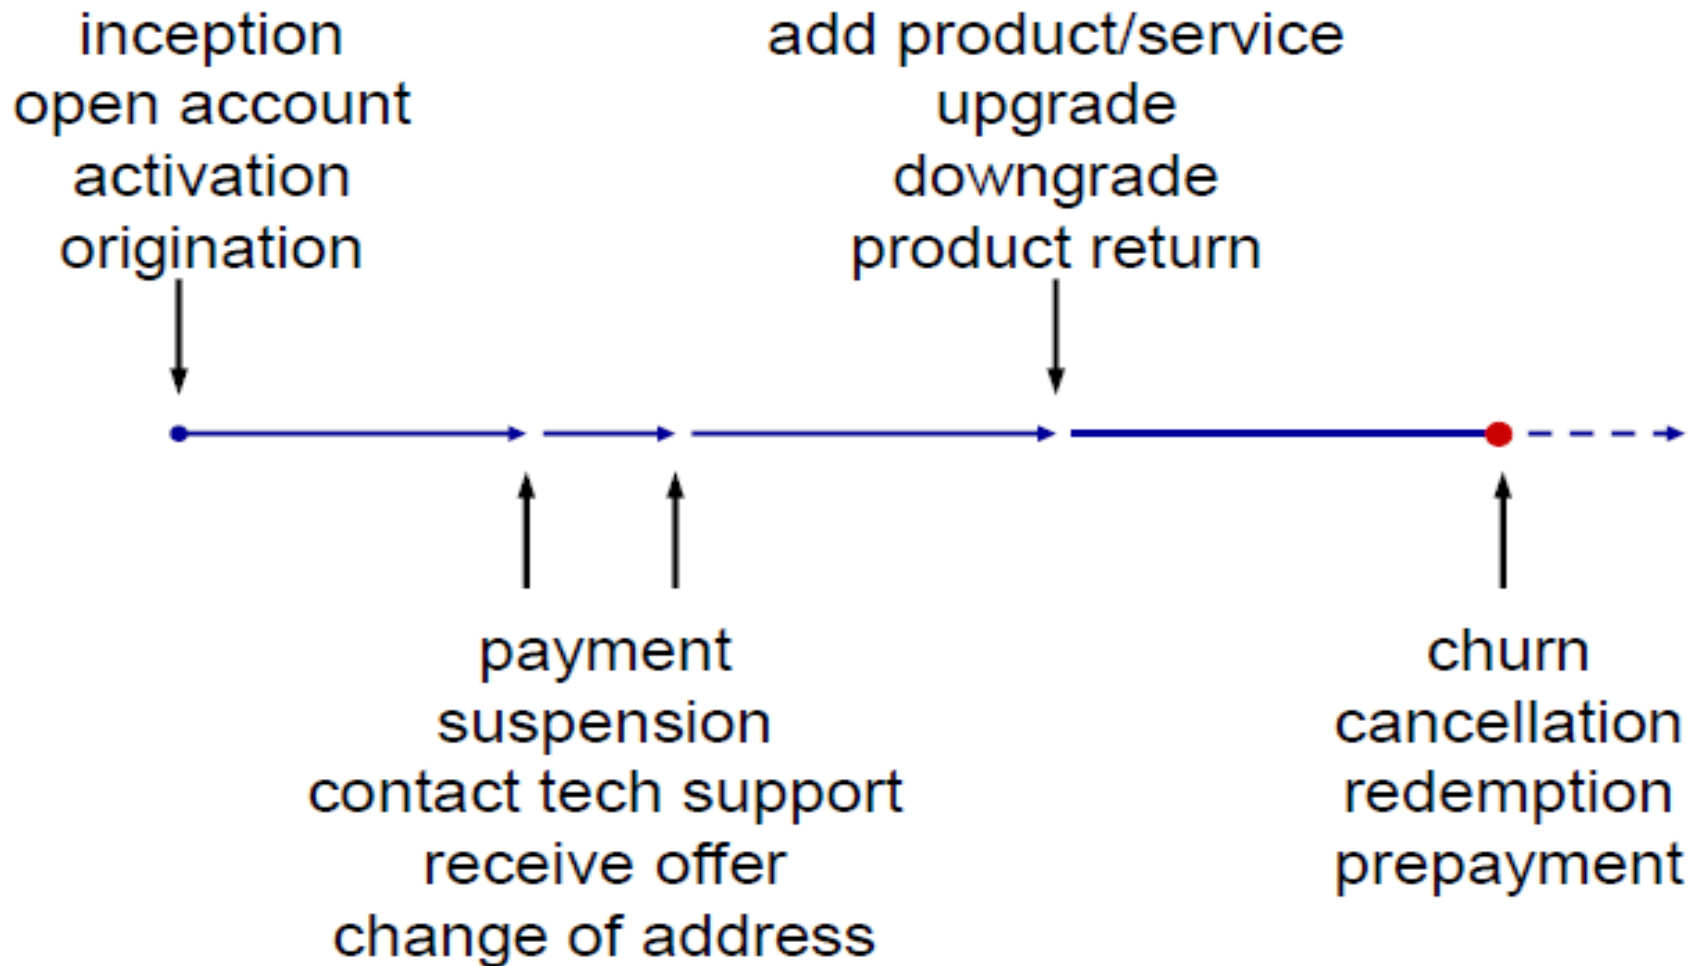 inception
open account
activation
origination
add product/service
upgrade
downgrade
product return
payment
suspension
contact tech support
receive offer
change of address
churn
cancellation
redemption
prepayment